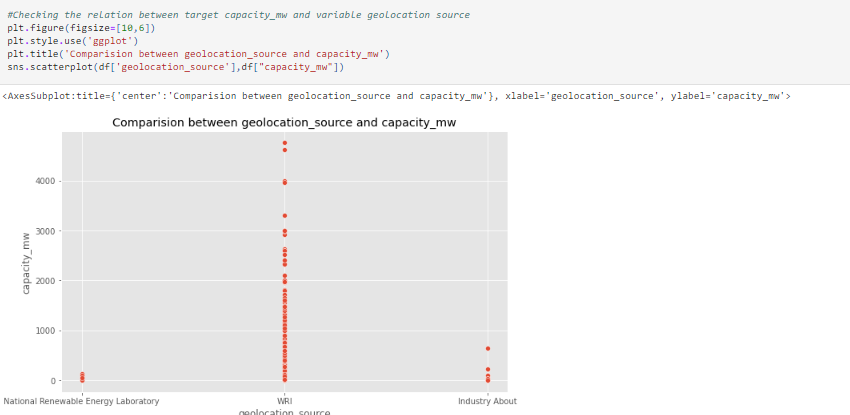 #Checking the relation between target capacity_mw and variable geolocation source
plt.figure(figsize=[10,6])
plt.style.use('ggplot')
plt.title('Comparision between geolocation_source and capacity_mw')
sns.scatterplot(df['geolocation_source'],df["capacity_mw"])
<AxesSubplot:title={'center':'Comparision between geolocation_source and capacity_mw'}, xlabel='geolocation_source', ylabel='capacity_mw'>
Comparision between geolocation_source and capacity_mw
capacity_mw
4000
3000
2000
1000
0
National Renewable Energy Laboratory
WRI
Industry About
geolocation_source